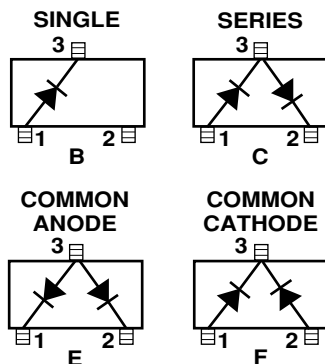 SINGLE
3
1 2
B
SERIES
3
1 2
C
COMMON
ANODE
3
1 2
E
COMMON
CATHODE
3
1 2
F